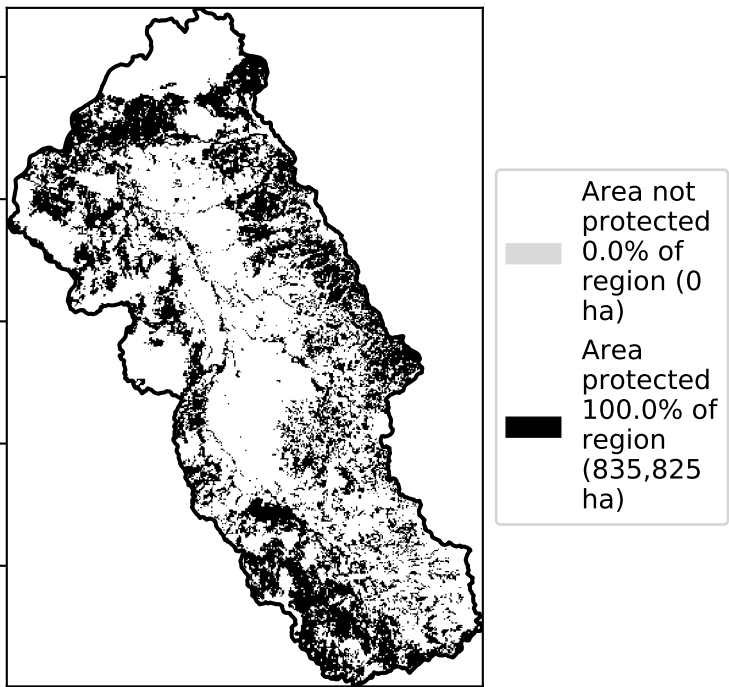 Area not
protected
0.0% of
region (0
ha)
Area
protected
100.0% of
region
(835,825
ha)